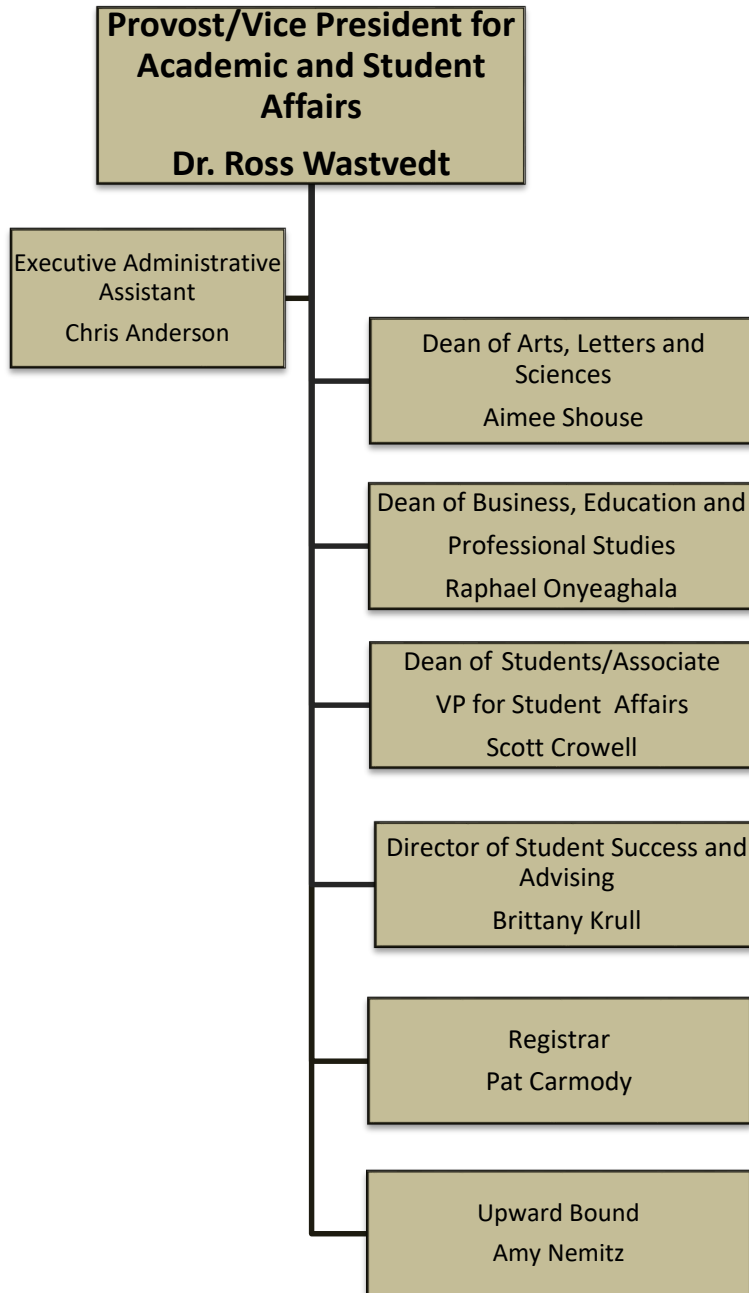 Provost/Vice President for
Academic and Student
Affairs
Dr. Ross Wastvedt
Executive Administrative
Assistant
Chris Anderson
Dean of Arts, Letters and
Sciences
Aimee Shouse
Dean of Business, Education and
Professional Studies
Raphael Onyeaghala
Dean of Students/Associate
VP for Student Affairs
Scott Crowell
Director of Student Success and
Advising
Brittany Krull
Registrar
Pat Carmody
Upward Bound
Amy Nemitz